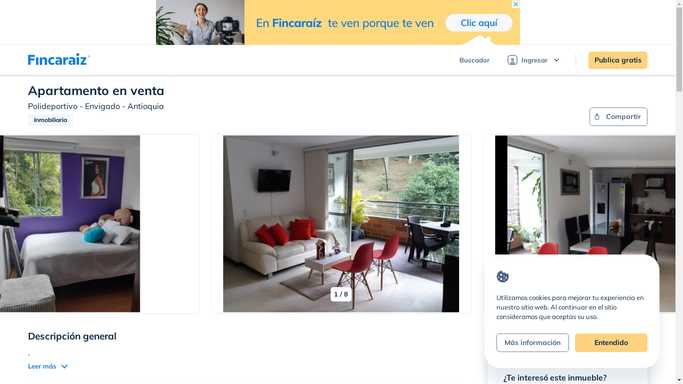 En Fincaraíz te ven porque te ven
Clic aquí
Fincaraíz
Buscador
Ingresar
Publica gratis
Apartamento en venta
Polideportivo - Envigado - Antioquia
Inmobiliaria
Compartir
1 / 8
Utilizamos cookies para mejorar tu experiencia en
nuestro sitio web. Al continuar en el sitio
consideramos que aceptas su uso.
Más información
Entendido
Descripción general
.
Leer más
¿Te interesó este inmueble?